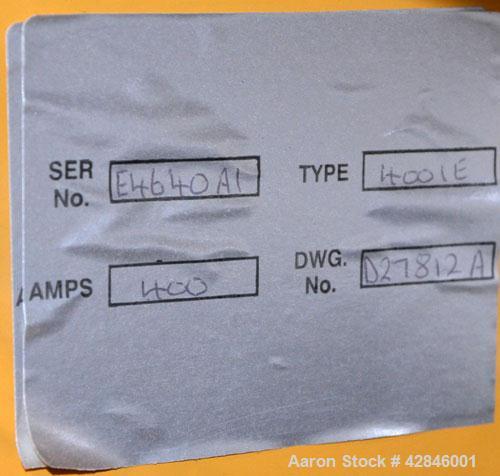 SER No. E4640A1 TYPE 4001E
AMPS 400 DWG. No. D27812A
Aaron Stock # 42846001